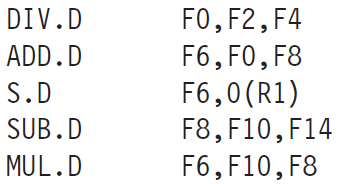 DIV.D F0,F2,F4
ADD.D F6,F0,F8
S.D F6,0(R1)
SUB.D F8,F10,F14
MUL.D F6,F10,F8